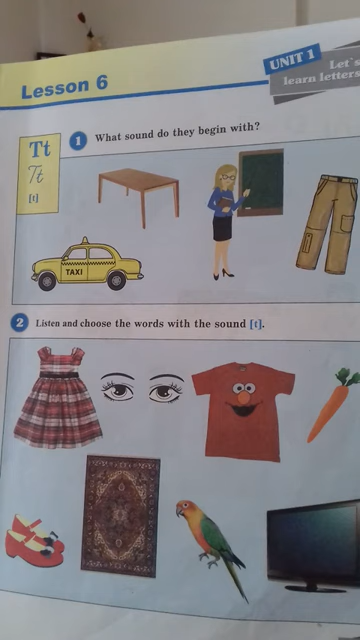 Lesson 6
UNIT 1
Let`s
learn letters
Tt
Tt
[t]
1 What sound do they begin with?
TAXI
2 Listen and choose the words with the sound [t].